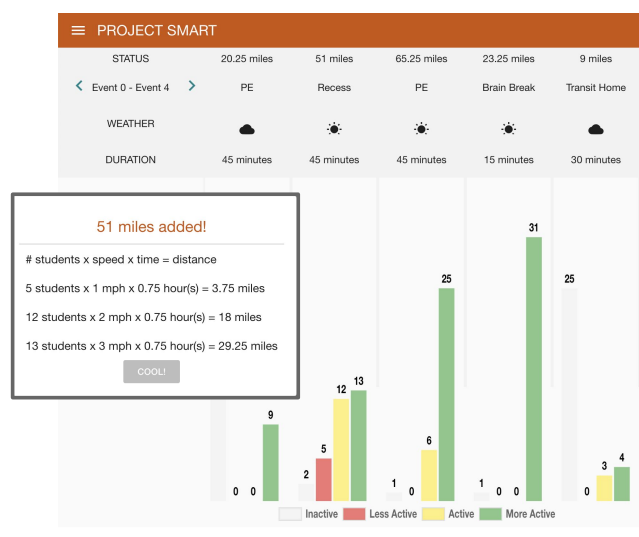 PROJECT SMART
STATUS 20.25 miles 51 miles 65.25 miles 23.25 miles 9 miles
Event 0 - Event 4 PE Recess PE Brain Break Transit Home
WEATHER
DURATION 45 minutes 45 minutes 45 minutes 15 minutes 30 minutes
51 miles added!
# students x speed x time = distance
5 students x 1 mph x 0.75 hour(s) = 3.75 miles
12 students x 2 mph x 0.75 hour(s) = 18 miles
13 students x 3 mph x 0.75 hour(s) = 29.25 miles
COOL!
0 0 9
2 5 12 13
1 0 6 25
1 0 0 31
25 0 3 4
Inactive Less Active Active More Active